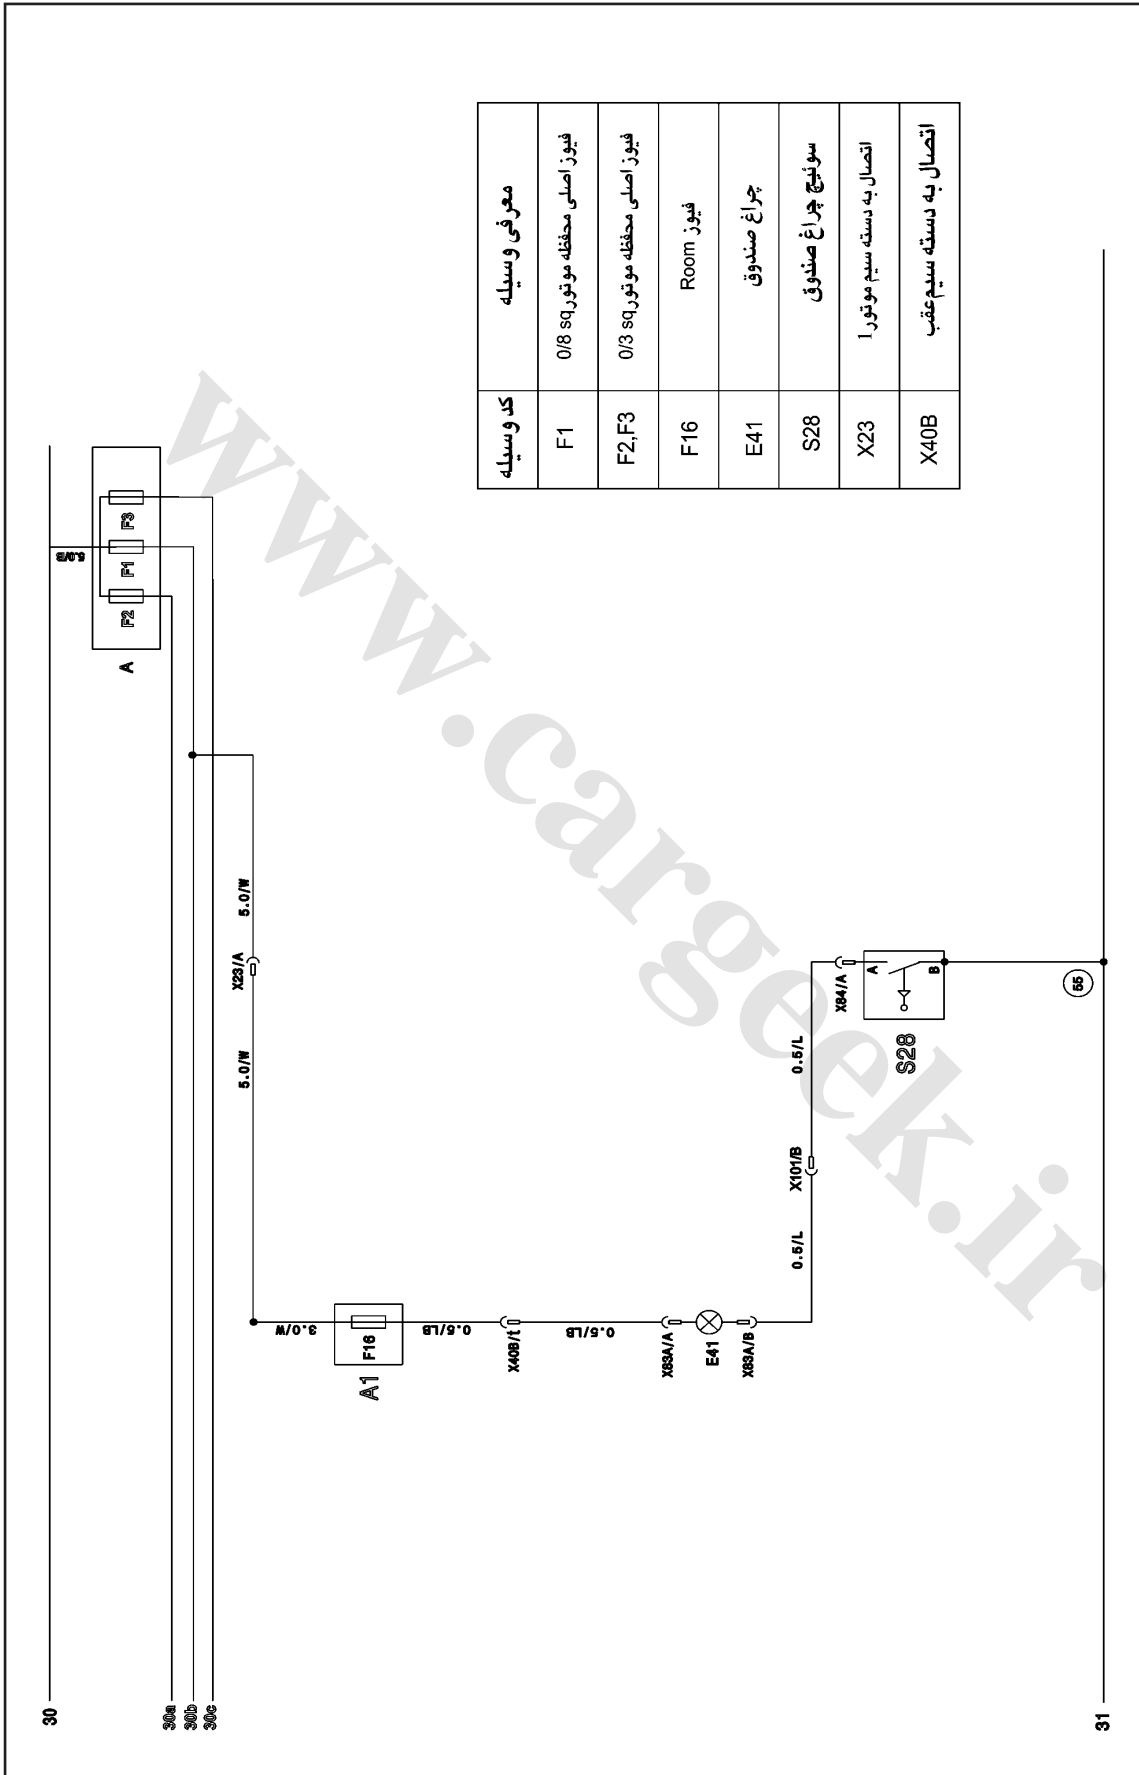 30
30a
30b
30c
5.0/B
F2
F1
F3
A
5.0/W
X23/A
5.0/W
3.0/W
F16
A1
0.5/LB
X40B/t
0.5/LB
X83A/A
E41
X83A/B
0.5/L
X101/B
0.5/L
X84/A
A
B
S28
55
31
کد وسیله
معرفی وسیله
F1
فیوز اصلی محفظه موتور 0/8 sq
F2,F3
فیوز اصلی محفظه موتور 0/3 sq
F16
فیوز Room
E41
چراغ صندوق
S28
سوئیچ چراغ صندوق
X23
اتصال به دسته سیم موتور 1
X40B
اتصال به دسته سیم عقب
www.cargeek.ir